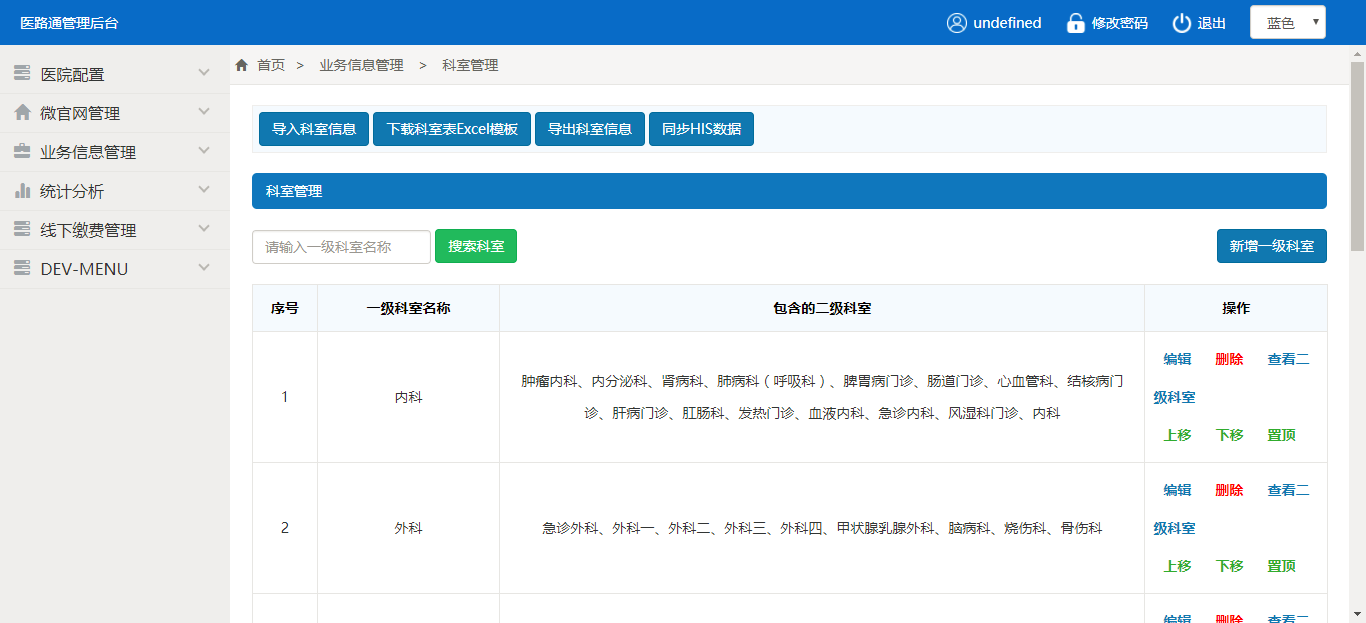 医路通管理后台
undefined
修改密码
退出
蓝色
医院配置
微官网管理
业务信息管理
统计分析
线下缴费管理
DEV-MENU
首页 > 业务信息管理 > 科室管理
导入科室信息
下载科室表Excel模板
导出科室信息
同步HIS数据
科室管理
请输入一级科室名称
搜索科室
新增一级科室
序号
一级科室名称
包含的二级科室
操作
1
内科
肿瘤内科、内分泌科、肾病科、肺病科（呼吸科）、脾胃病门诊、肠道门诊、心血管科、结核病门
诊、肝病门诊、肛肠科、发热门诊、血液内科、急诊内科、风湿科门诊、内科
编辑 删除 查看二
级科室
上移 下移 置顶
2
外科
急诊外科、外科一、外科二、外科三、外科四、甲状腺乳腺外科、脑病科、烧伤科、骨伤科
编辑 删除 查看二
级科室
上移 下移 置顶
编辑 删除 查看二